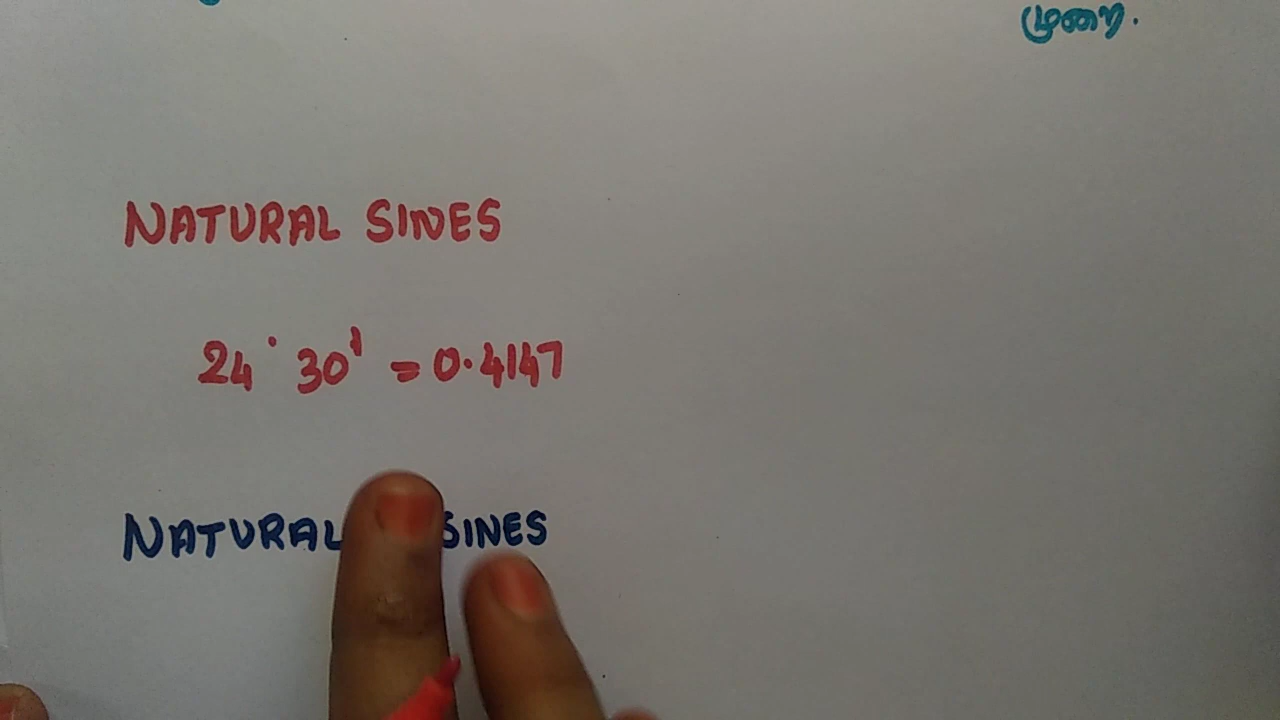 முறை.
NATURAL SINES
24° 30' = 0.4147
NATURAL SINES